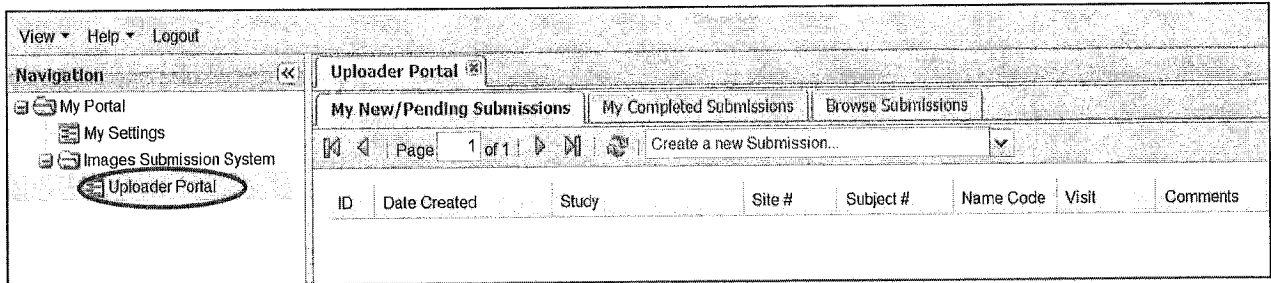 View Help Logout
Navigation
My Portal
My Settings
Images Submission System
Uploader Portal
Uploader Portal
My New/Pending Submissions My Completed Submissions Browse Submissions
Page 1 of 1 Create a new Submission...
ID Date Created Study Site # Subject # Name Code Visit Comments